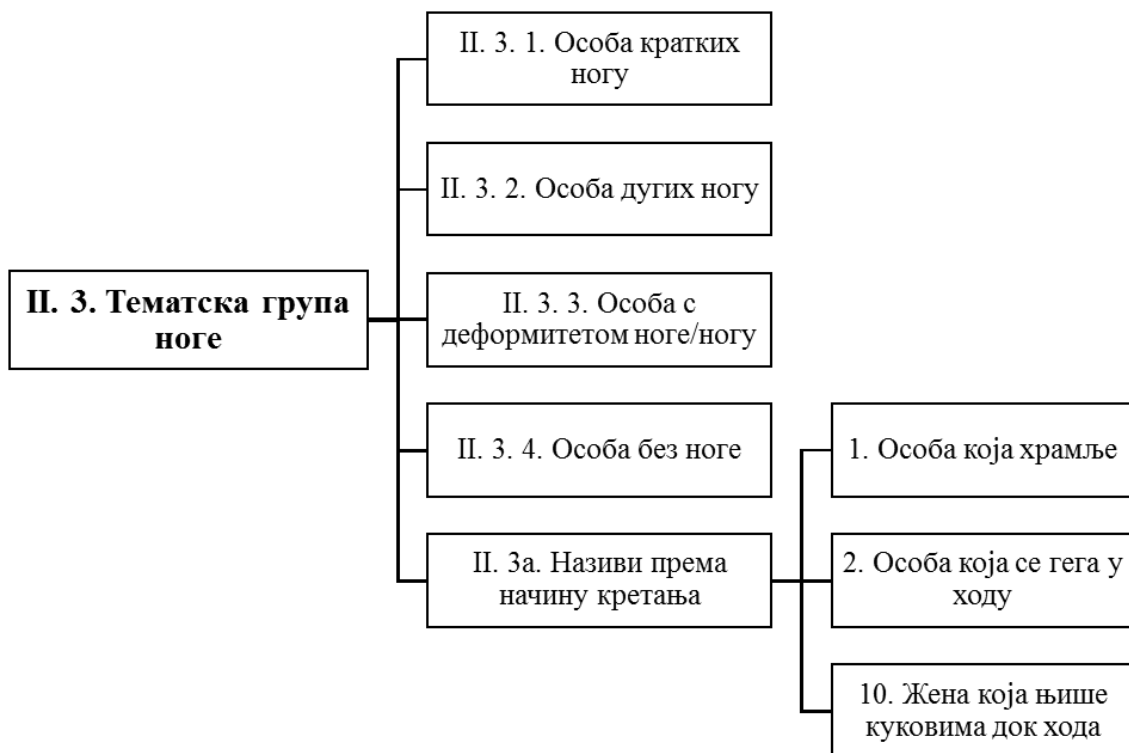 II. 3. Тематска група
ноге
II. 3. 1. Особа кратких
ногу
II. 3. 2. Особа дугих ногу
II. 3. 3. Особа с
деформитетом ноге/ногу
II. 3. 4. Особа без ноге
II. 3а. Називи према
начину кретања
1. Особа која храмље
2. Особа која се гега у
ходу
10. Жена која њише
куковима док хода